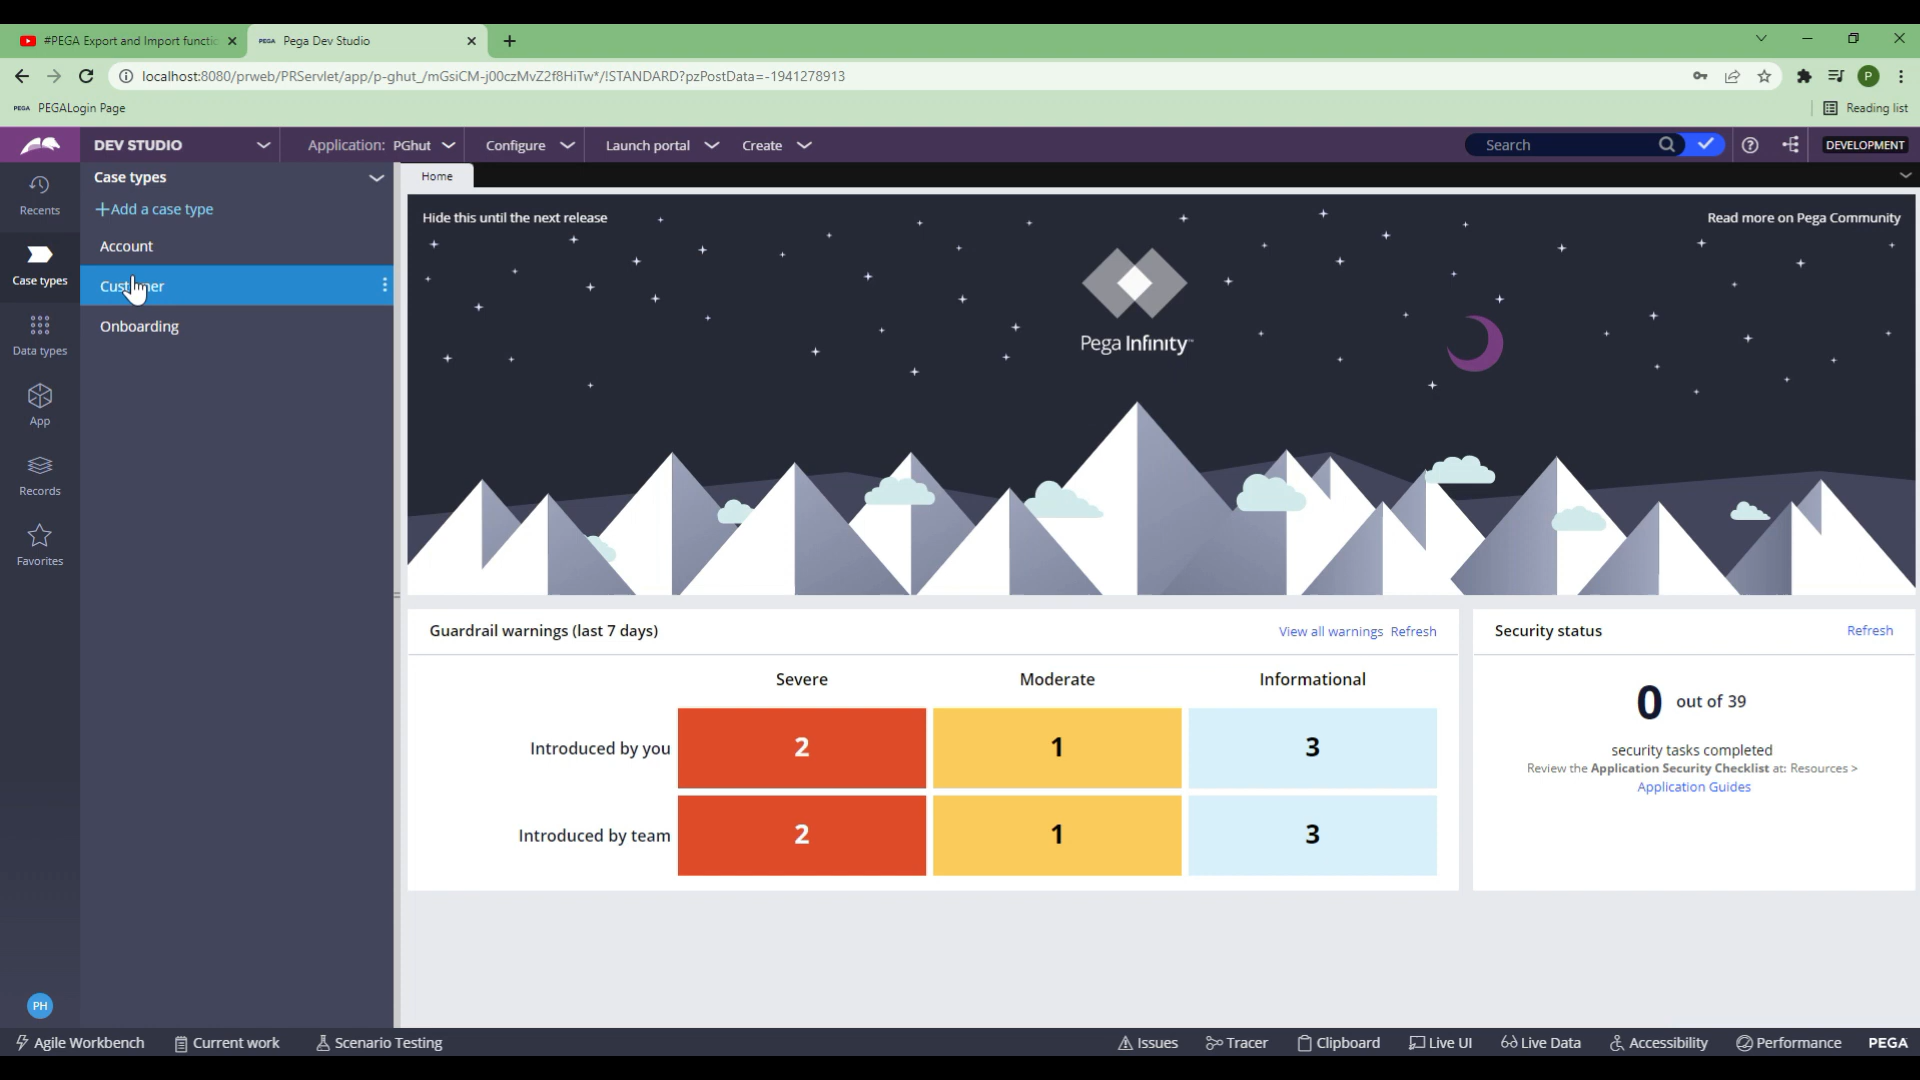 #PEGA Export and Import functic
PEGA Pega Dev Studio
localhost:8080/prweb/PRServlet/app/p-ghut_/mGsiCM-j00czMvZ2f8HiTw*/!STANDARD?pzPostData=-1941278913
P
PEGA PEGALogin Page
Reading list
DEV STUDIO
Application: PGhut
Configure
Launch portal
Create
Search
DEVELOPMENT
Recents
Case types
Data types
App
Records
Favorites
PH
Case types
+Add a case type
Account
Customer
Onboarding
Home
Hide this until the next release
Read more on Pega Community
Pega Infinity
Guardrail warnings (last 7 days)
View all warnings Refresh
Severe Moderate Informational
Introduced by you 2 1 3
Introduced by team 2 1 3
Security status
Refresh
0 out of 39
security tasks completed
Review the Application Security Checklist at: Resources >
Application Guides
Agile Workbench
Current work
Scenario Testing
Issues
Tracer
Clipboard
Live UI
Live Data
Accessibility
Performance
PEGA